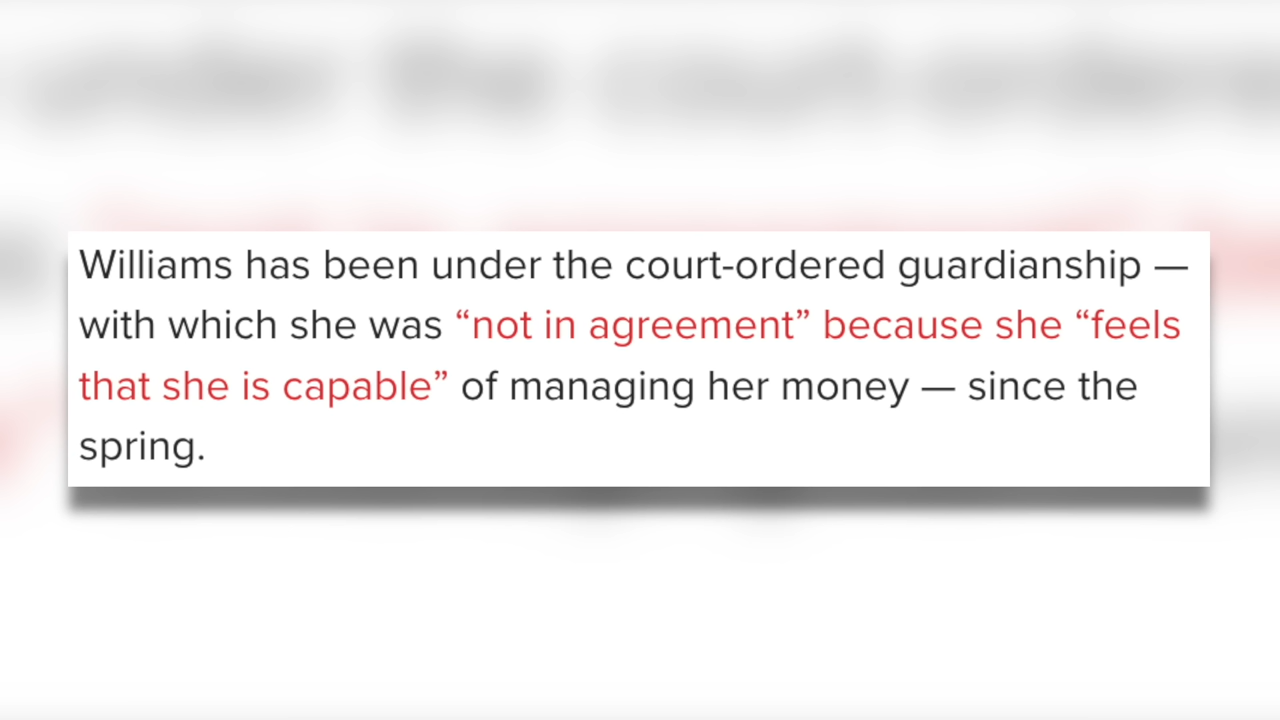 Williams has been under the court-ordered guardianship —
with which she was “not in agreement” because she “feels
that she is capable” of managing her money — since the
spring.